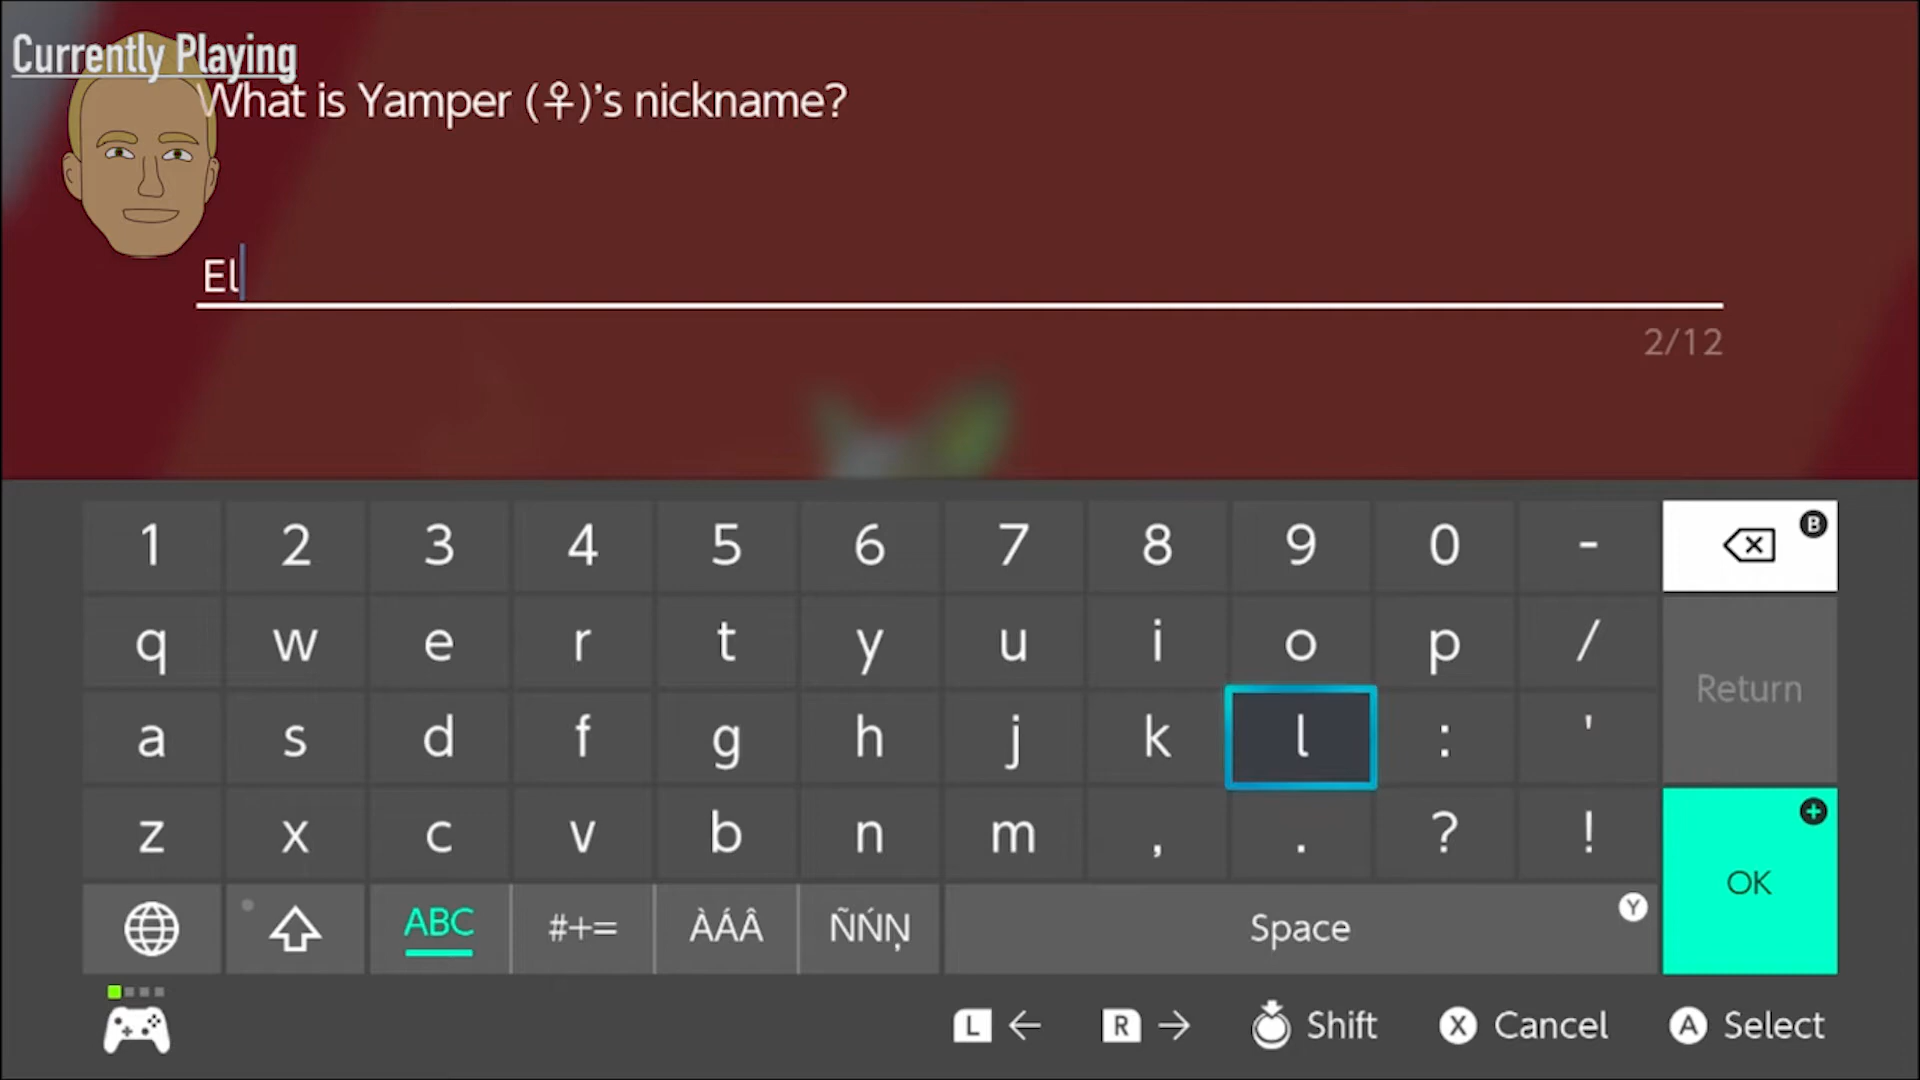 Currently Playing
What is Yamper (♀)'s nickname?
El
2/12
1 2 3 4 5 6 7 8 9 0 - B
q w e r t y u i o p /
Return
a s d f g h j k l : '
z x c v b n m , . ? ! +
OK
ABC #+= ÀÁÂ ÑŃŅ Space Y
L ← R → Shift X Cancel A Select